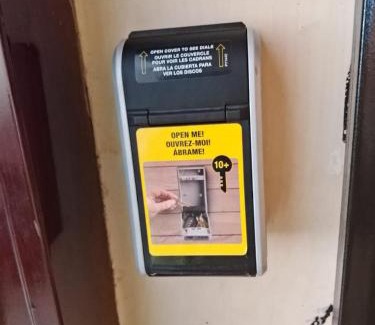 OPEN COVER TO SEE DIALS
OUVRIR LE COUVERCLE
POUR VOIR LES CADRANS
ABRA LA CUBIERTA PARA
VER LOS DISCOS
OPEN ME!
OUVREZ-MOI!
ÁBRAME!
10+